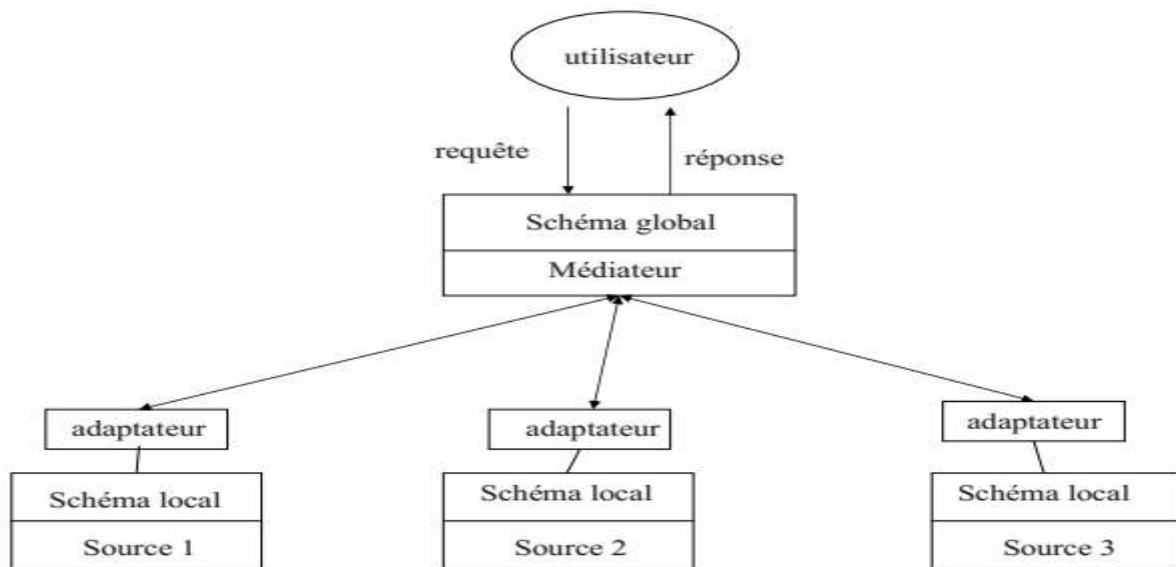 utilisateur
requête
réponse
Schéma global
Médiateur
adaptateur
adaptateur
adaptateur
Schéma local
Schéma local
Schéma local
Source 1
Source 2
Source 3